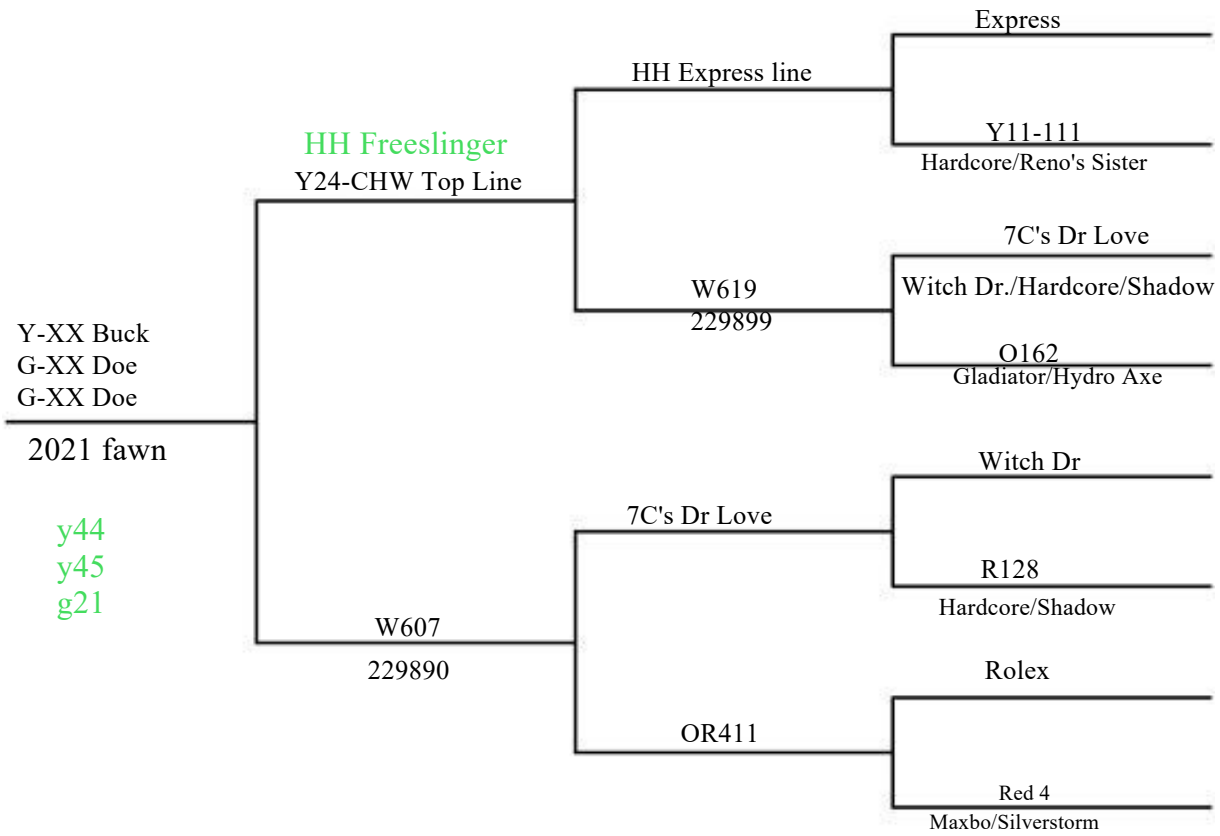 Express
HH Express line
Y11-111
Hardcore/Reno's Sister
HH Freeslinger
Y24-CHW Top Line
7C's Dr Love
W619
229899
Witch Dr./Hardcore/Shadow
O162
Gladiator/Hydro Axe
Y-XX Buck
G-XX Doe
G-XX Doe
2021 fawn
y44
y45
g21
Witch Dr
7C's Dr Love
R128
Hardcore/Shadow
W607
229890
Rolex
OR411
Red 4
Maxbo/Silverstorm